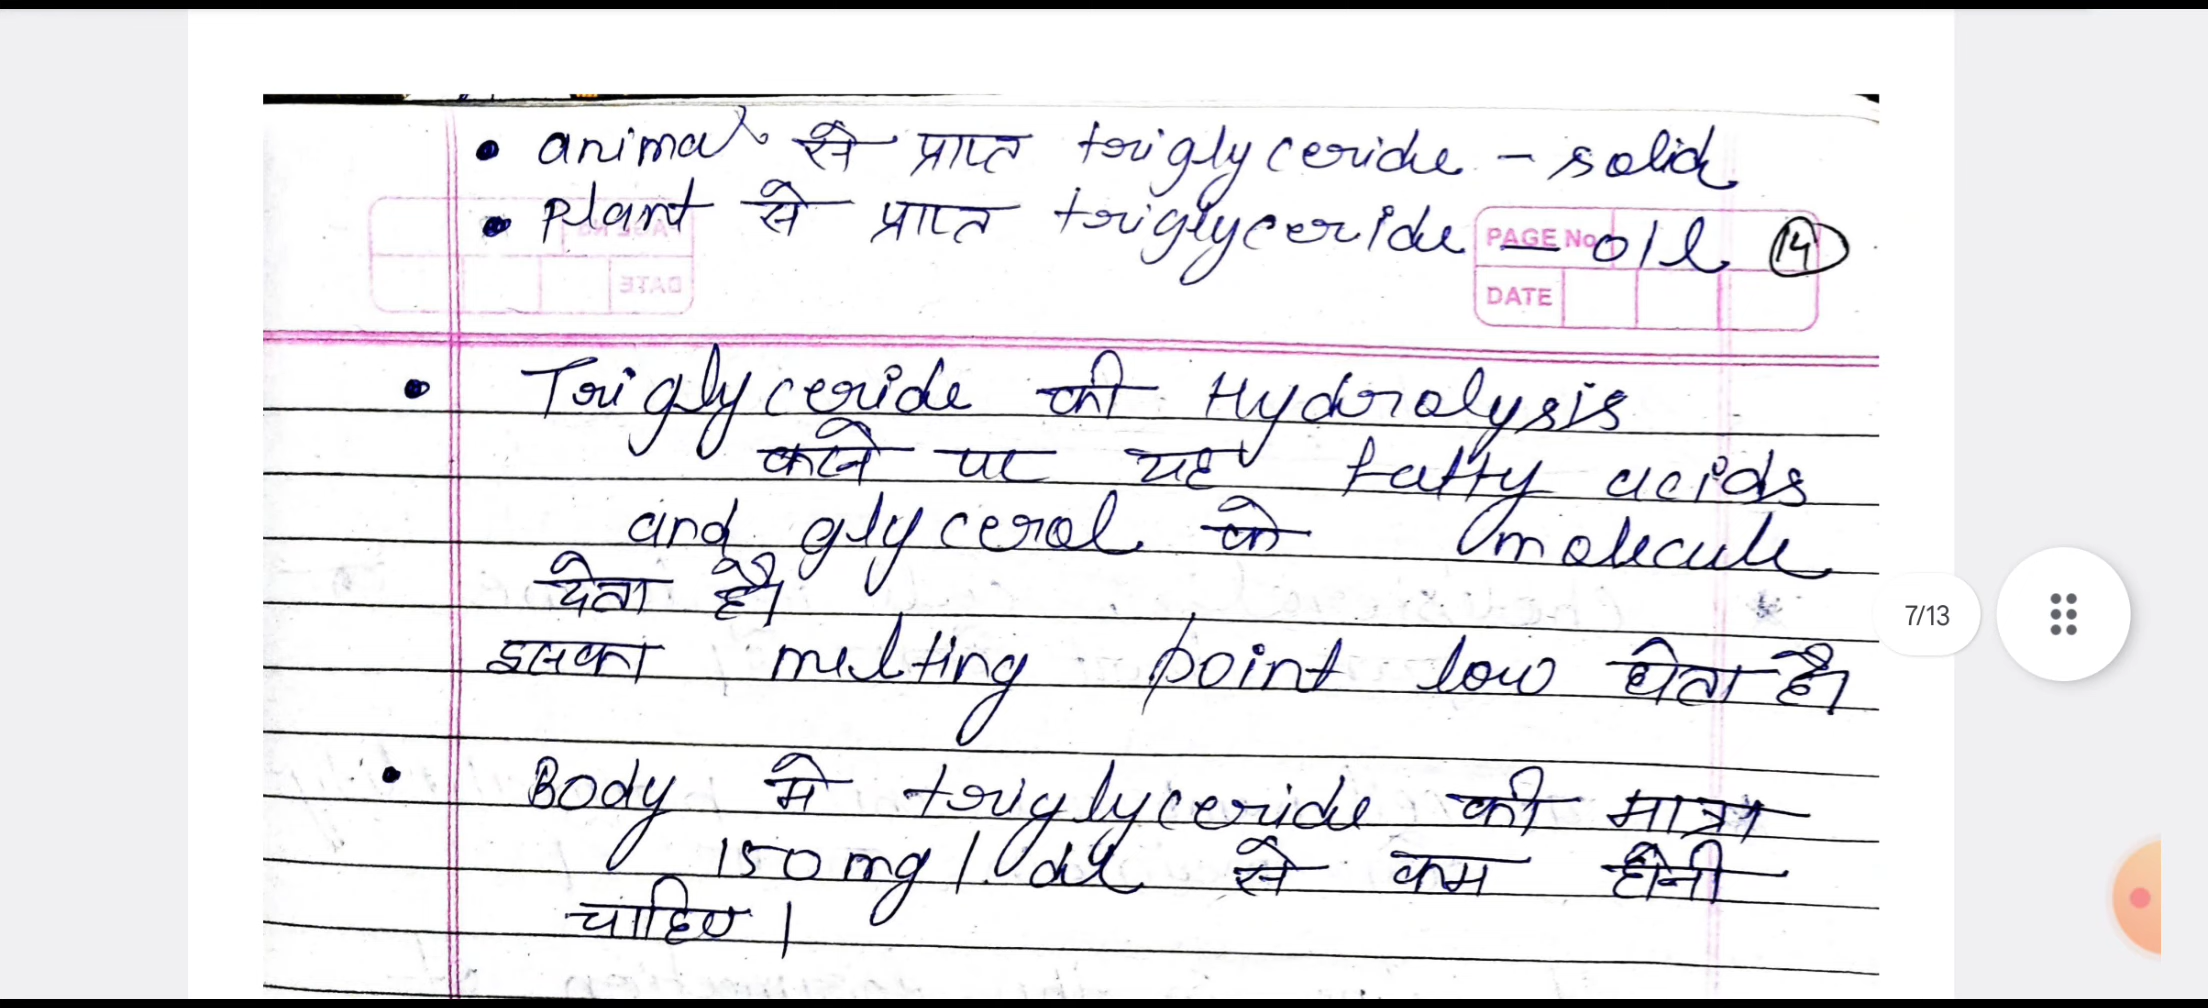 • animal से प्राप्त triglyceride - solid
• plant से प्राप्त triglyceride - oil (14)
PAGE No.
DATE
• Triglyceride की Hydrolysis
करने पर यह fatty acids
and glycerol के molecule
देता है।
इसका melting point low होता है।
7/13
• Body मे triglyceride की मात्रा
150 mg/dl से कम होनी
चाहिए।